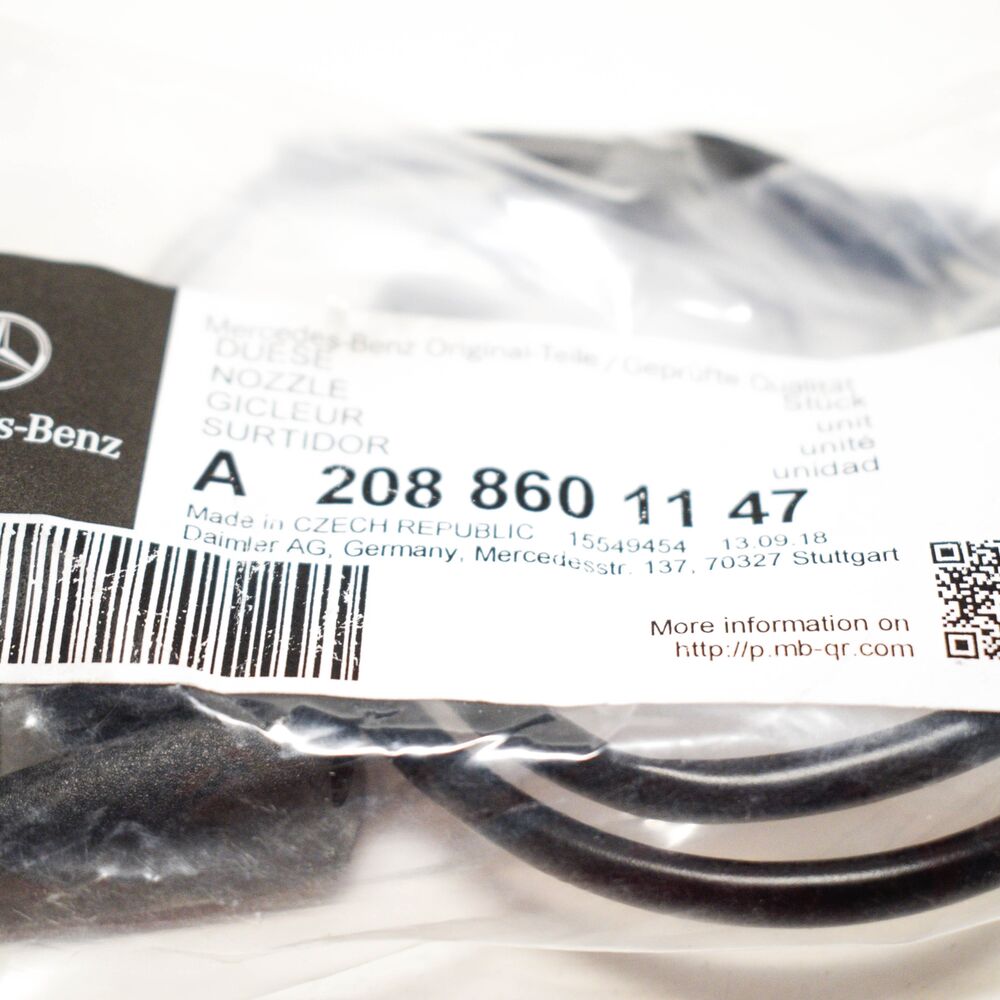 s-Benz
Mercedes-Benz Original-Teile / Geprüfte Qualität
DUESE
Stück
NOZZLE
unit
GICLEUR
unité
SURTIDOR
unidad
A 208 860 11 47
Made in CZECH REPUBLIC 15549454 13.09.18
Daimler AG, Germany, Mercedesstr. 137, 70327 Stuttgart
More information on
http://p.mb-qr.com